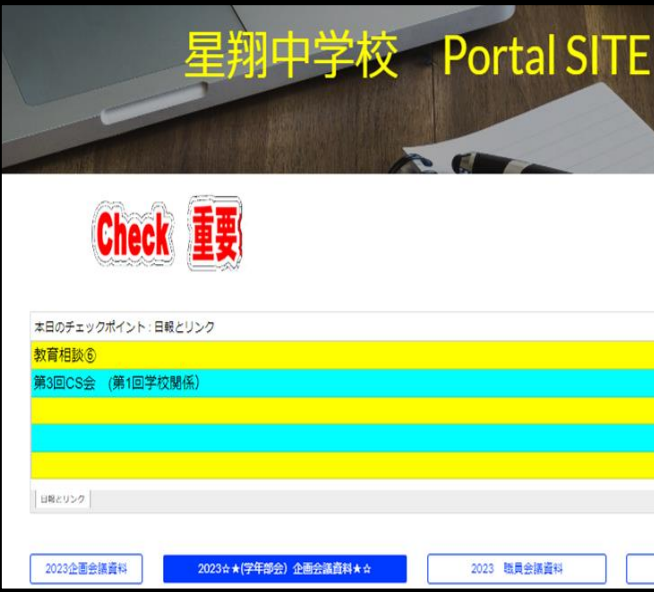 星翔中学校　Portal SITE
Check 重要
本日のチェックポイント : 日報とリンク
教育相談⑥
第3回CS会　(第1回学校関係)
日報とリンク
2023企画会議資料
2023☆★(学年部会) 企画会議資料★☆
2023　職員会議資料